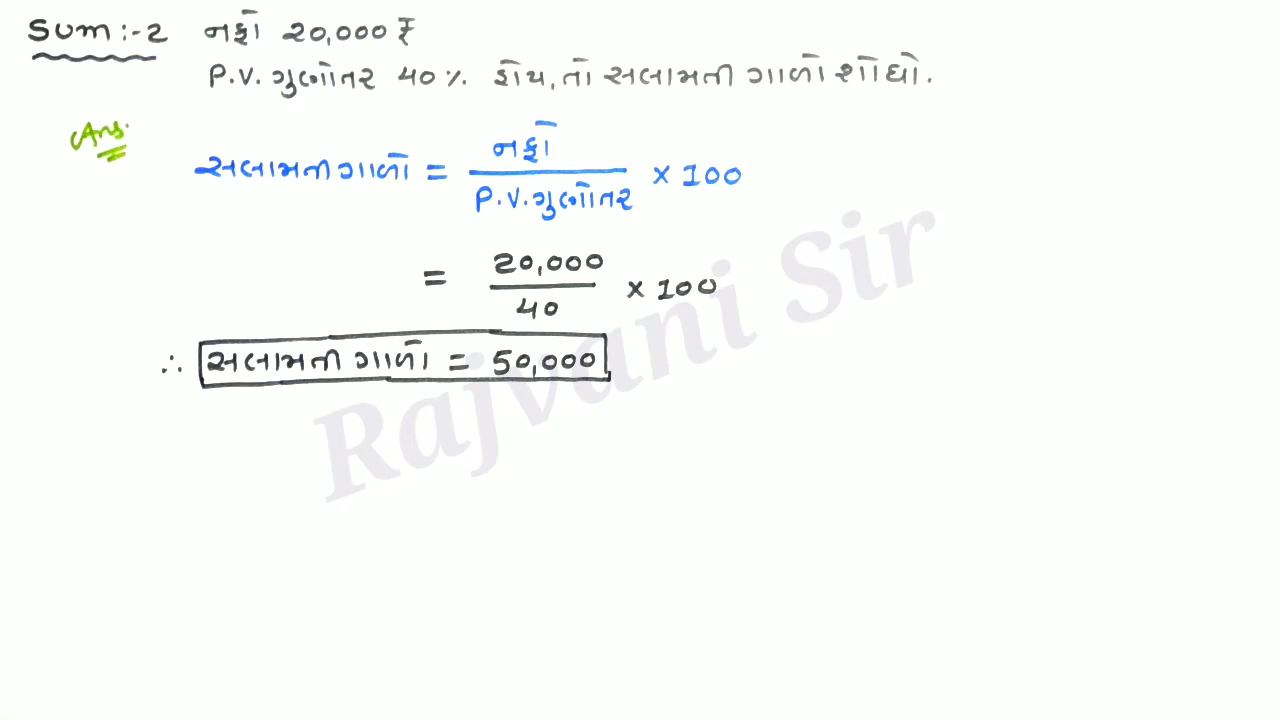 Sum :- 2 નફો 20,000 ₹
P.V. ગુણોતર 40 %. હોય, તો સલામતી ગાળો શોધો.
Ans.
સલામતી ગાળો = નફો / P.V. ગુણોતર × 100
= 20,000 / 40 × 100
∴ સલામતી ગાળો = 50,000
Rajvani Sir